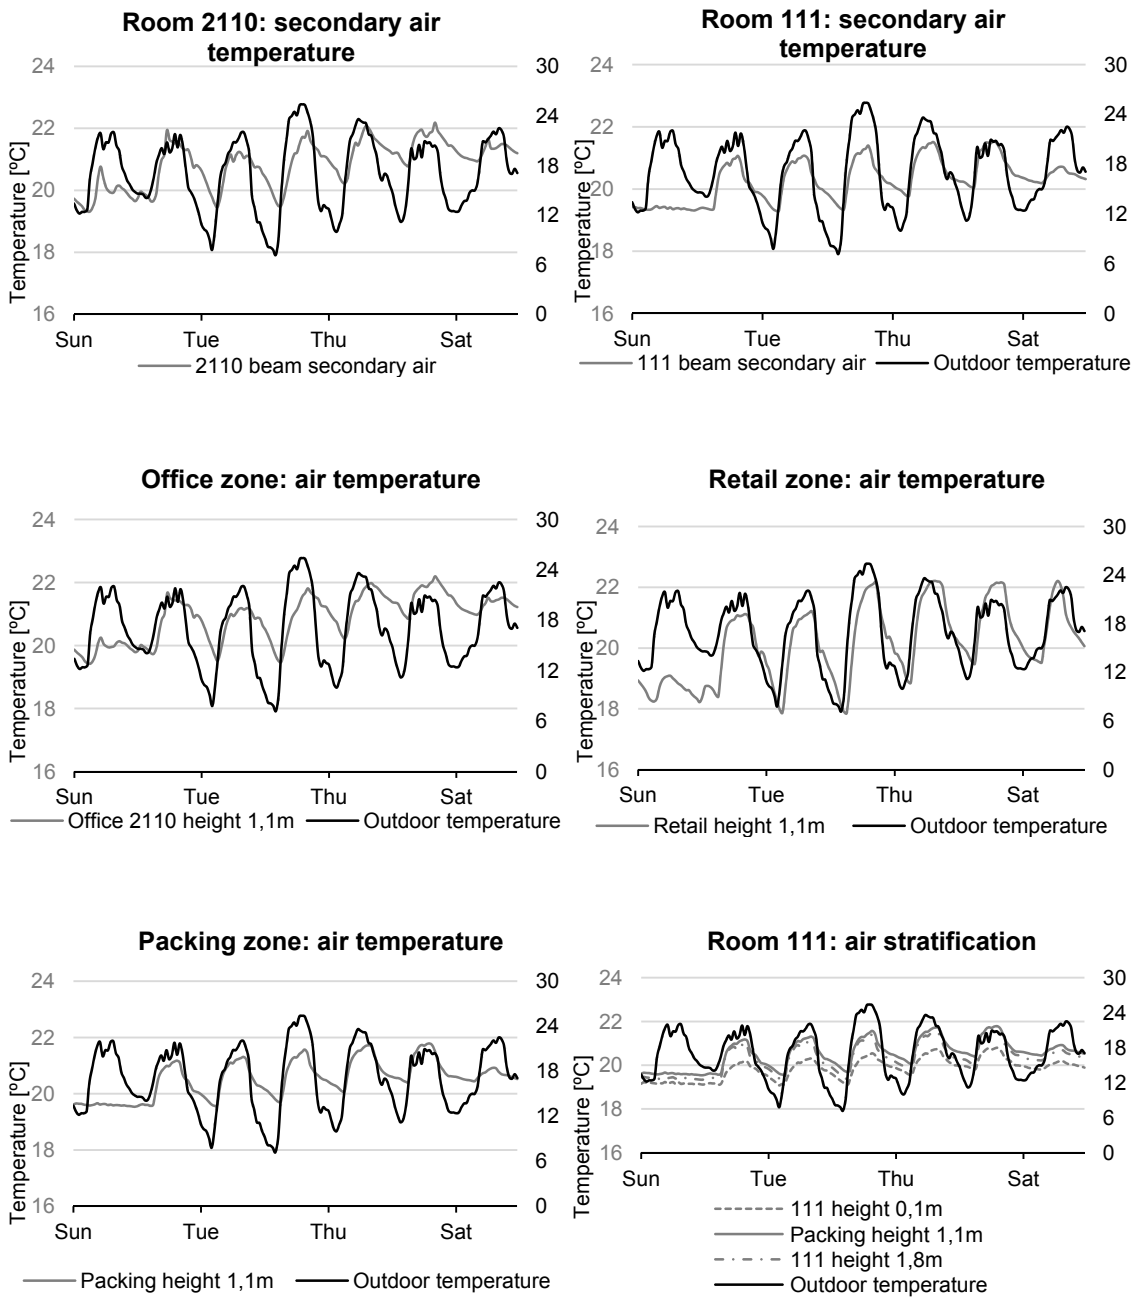 Room 2110: secondary air
temperature
24
22
20
18
16
Temperature [ºC]
30
24
18
12
6
0
Sun Tue Thu Sat
2110 beam secondary air
Room 111: secondary air
temperature
24
22
20
18
16
Temperature [ºC]
30
24
18
12
6
0
Sun Tue Thu Sat
111 beam secondary air Outdoor temperature
Office zone: air temperature
24
22
20
18
16
Temperature [ºC]
30
24
18
12
6
0
Sun Tue Thu Sat
Office 2110 height 1,1m Outdoor temperature
Retail zone: air temperature
24
22
20
18
16
Temperature [ºC]
30
24
18
12
6
0
Sun Tue Thu Sat
Retail height 1,1m Outdoor temperature
Packing zone: air temperature
24
22
20
18
16
Temperature [ºC]
30
24
18
12
6
0
Sun Tue Thu Sat
Packing height 1,1m Outdoor temperature
Room 111: air stratification
24
22
20
18
16
Temperature [ºC]
30
24
18
12
6
0
Sun Tue Thu Sat
111 height 0,1m
Packing height 1,1m
111 height 1,8m
Outdoor temperature